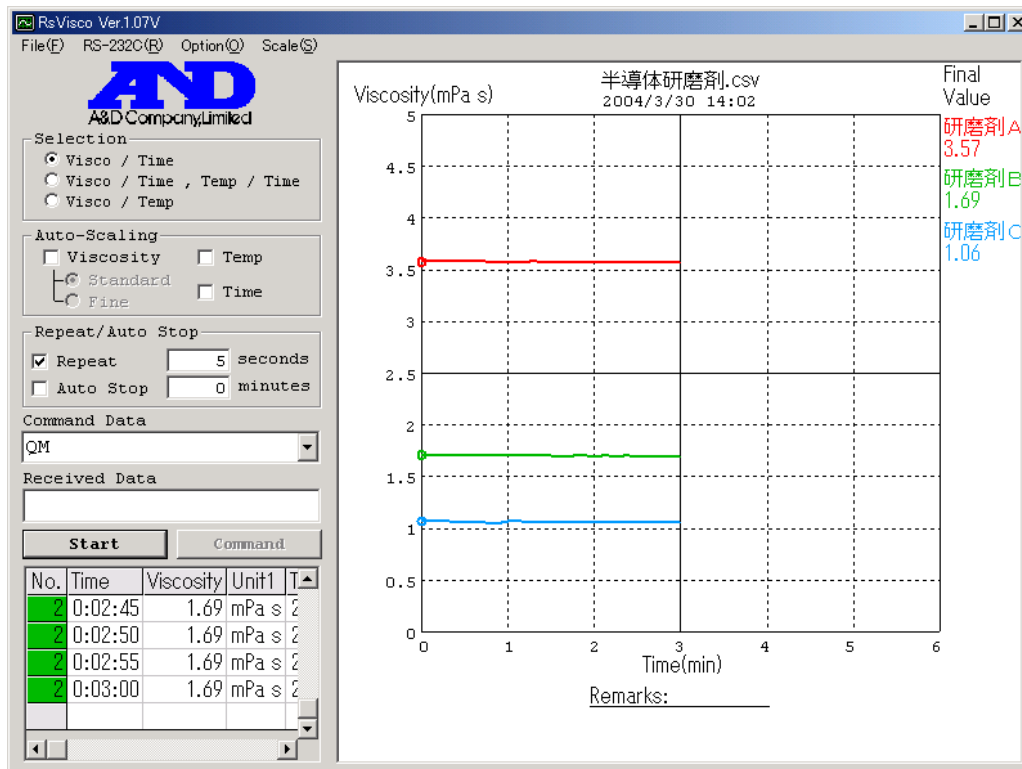 RsVisco Ver.1.07V
File(F) RS-232C(R) Option(O) Scale(S)
AND
A&D Company,Limited
Selection
Visco / Time
Visco / Time , Temp / Time
Visco / Temp
Auto-Scaling
Viscosity Temp
Standard
Time
Fine
Repeat/Auto Stop
Repeat 5 seconds
Auto Stop 0 minutes
Command Data
QM
Received Data
Start Command
No. Time Viscosity Unit1 T
2 0:02:45 1.69 mPa s 2
2 0:02:50 1.69 mPa s 2
2 0:02:55 1.69 mPa s 2
2 0:03:00 1.69 mPa s 2
Viscosity(mPa s)
半導体研磨剤.csv
2004/3/30 14:02
Final
Value
研磨剤A
3.57
研磨剤B
1.69
研磨剤C
1.06
5
4.5
4
3.5
3
2.5
2
1.5
1
0.5
0
0 1 2 3 4 5 6
Time(min)
Remarks: